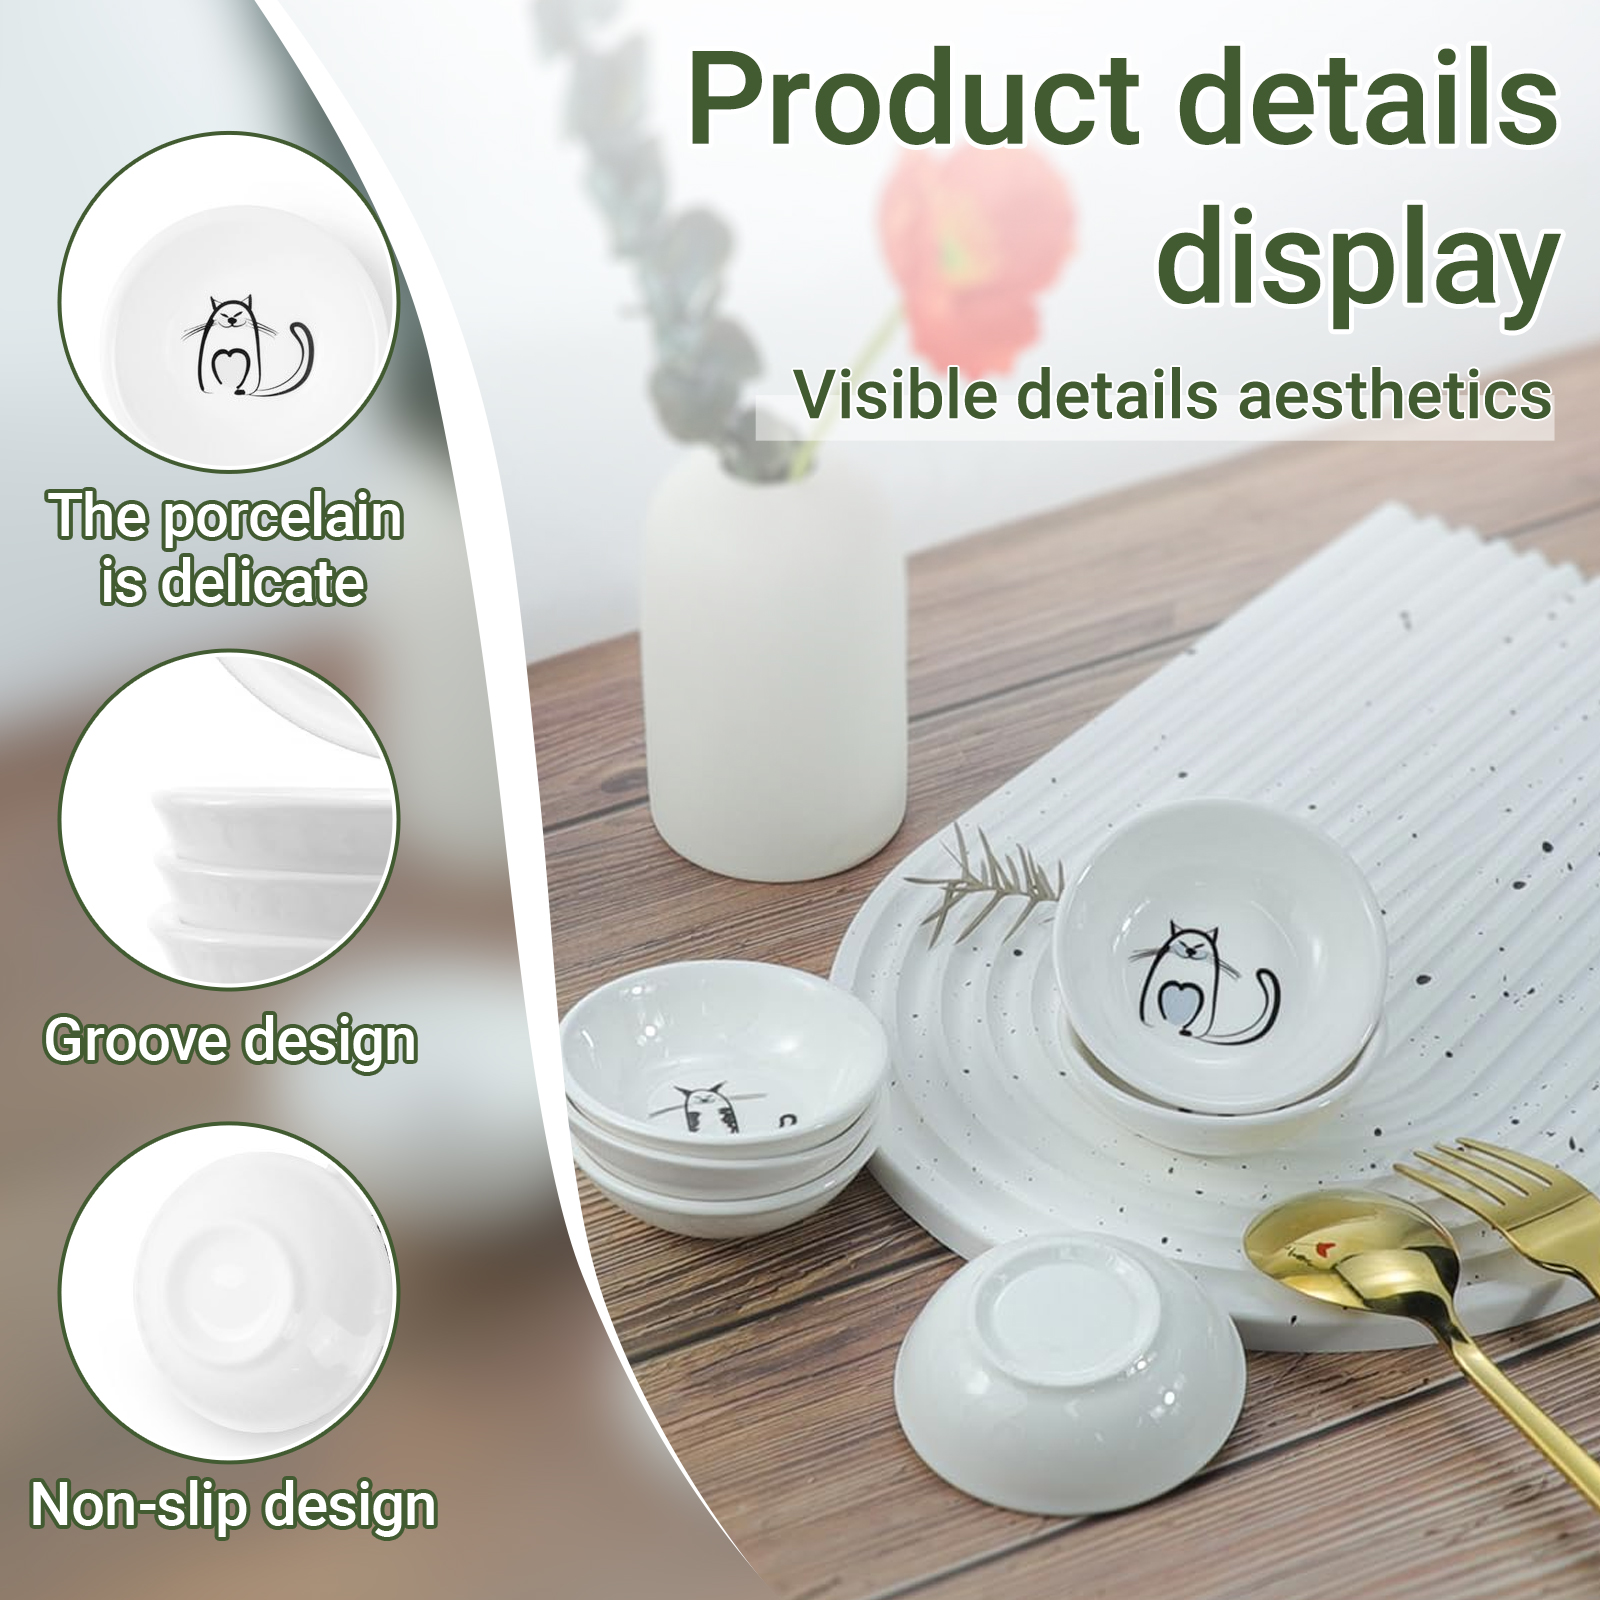 Product details
display
Visible details aesthetics
The porcelain
is delicate
Groove design
Non-slip design